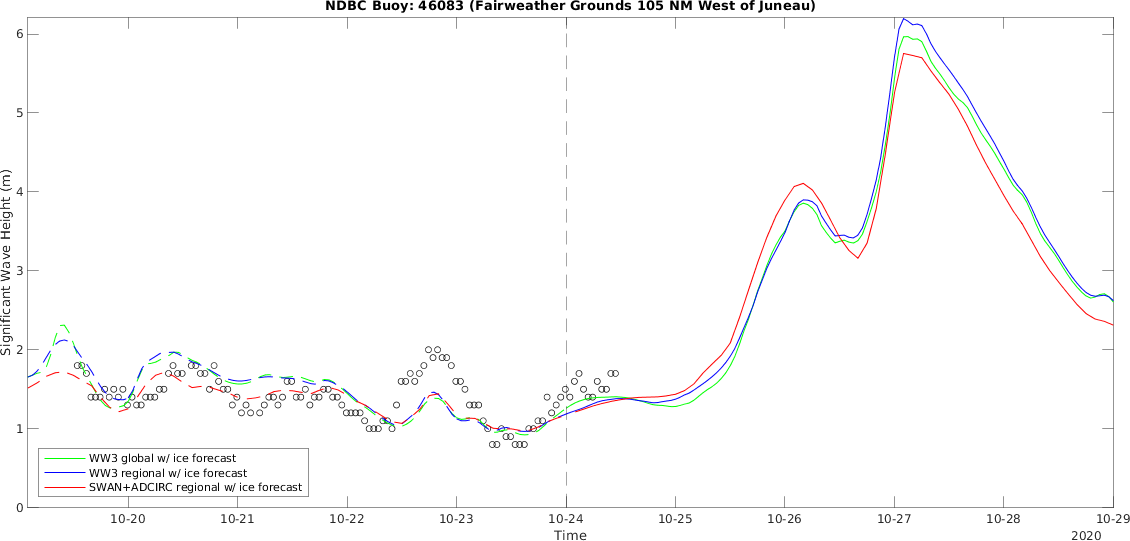 NDBC Buoy: 46083 (Fairweather Grounds 105 NM West of Juneau)
Significant Wave Height (m)
6
5
4
3
2
1
0
WW3 global w/ ice forecast
WW3 regional w/ ice forecast
SWAN+ADCIRC regional w/ ice forecast
10-20 10-21 10-22 10-23 10-24 10-25 10-26 10-27 10-28 10-29
Time
2020